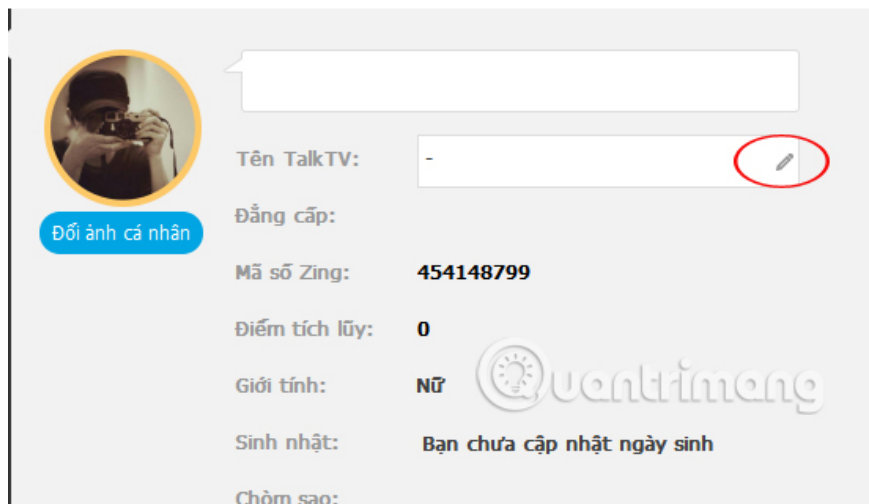 Tên TalkTV: -
Đổi ảnh cá nhân
Đẳng cấp:
Mã số Zing: 454148799
Điểm tích lũy: 0
Giới tính: Nữ
Quantrimang
Sinh nhật: Bạn chưa cập nhật ngày sinh
Chòm sao: